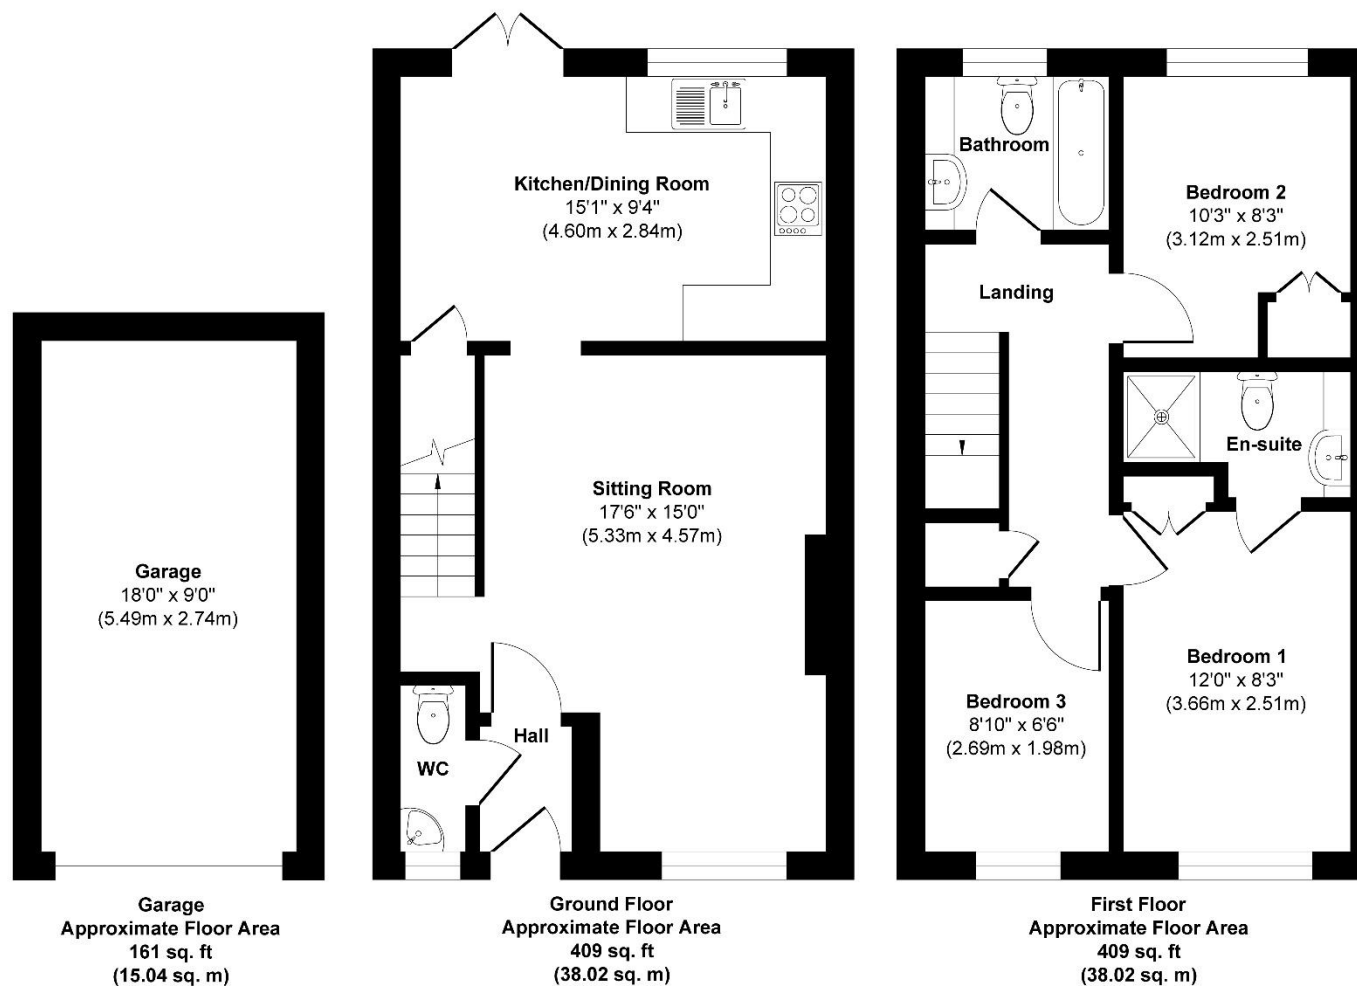 Kitchen/Dining Room
15'1" x 9'4"
(4.60m x 2.84m)
Sitting Room
17'6" x 15'0"
(5.33m x 4.57m)
Hall
WC
Garage
18'0" x 9'0"
(5.49m x 2.74m)
Bathroom
Bedroom 2
10'3" x 8'3"
(3.12m x 2.51m)
Landing
En-suite
Bedroom 1
12'0" x 8'3"
(3.66m x 2.51m)
Bedroom 3
8'10" x 6'6"
(2.69m x 1.98m)
Garage
Approximate Floor Area
161 sq. ft
(15.04 sq. m)
Ground Floor
Approximate Floor Area
409 sq. ft
(38.02 sq. m)
First Floor
Approximate Floor Area
409 sq. ft
(38.02 sq. m)